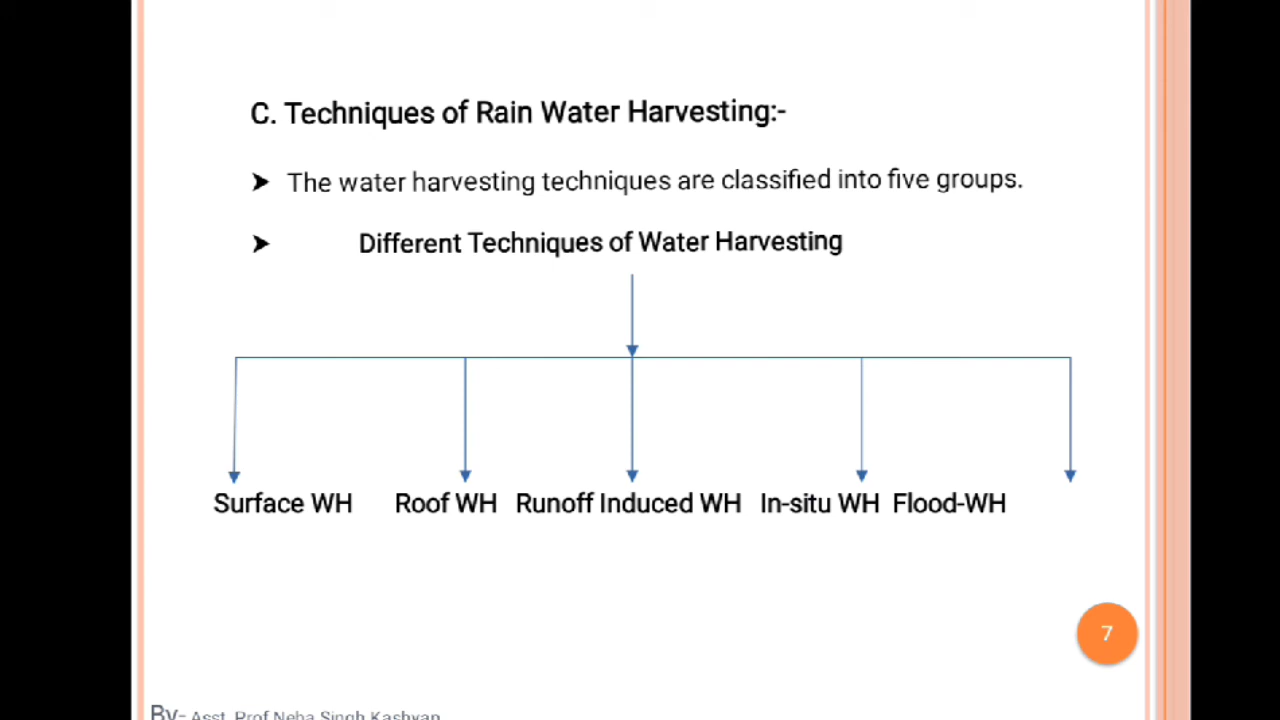 C. Techniques of Rain Water Harvesting:-
➤ The water harvesting techniques are classified into five groups.
➤ Different Techniques of Water Harvesting
Surface WH Roof WH Runoff Induced WH In-situ WH Flood-WH
7
By- Asst. Prof Neha Singh Kashyap